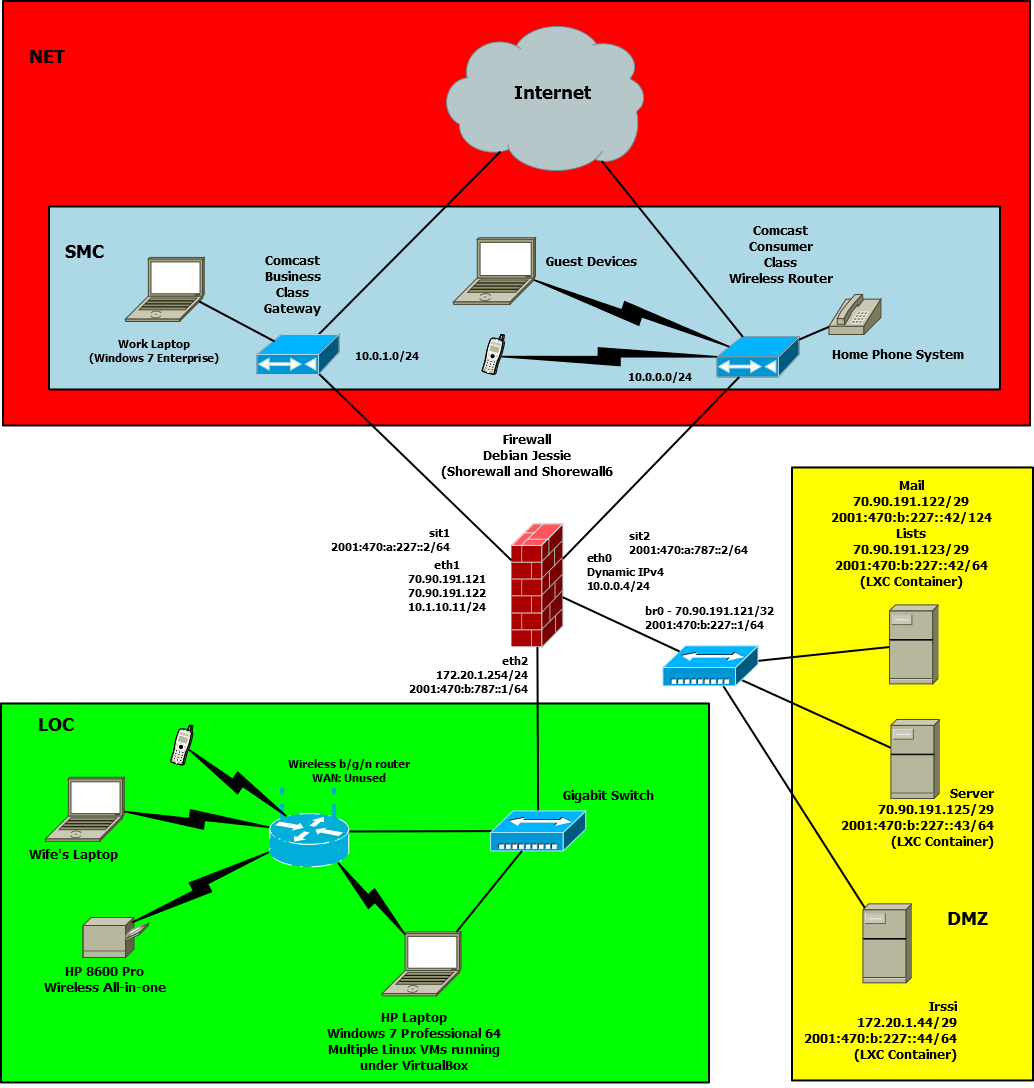 NET
Internet
SMC
Comcast
Business
Class
Gateway
Guest Devices
Comcast
Consumer
Class
Wireless Router
Work Laptop
(Windows 7 Enterprise)
10.0.1.0/24
10.0.0.0/24
Home Phone System
Firewall
Debian Jessie
(Shorewall and Shorewall6
sit1
2001:470:a:227::2/64
eth1
70.90.191.121
70.90.191.122
10.1.10.11/24
sit2
2001:470:a:787::2/64
eth0
Dynamic IPv4
10.0.0.4/24
br0 - 70.90.191.121/32
2001:470:b:227::1/64
eth2
172.20.1.254/24
2001:470:b:787::1/64
Mail
70.90.191.122/29
2001:470:b:227::42/124
Lists
70.90.191.123/29
2001:470:b:227::42/64
(LXC Container)
Server
70.90.191.125/29
2001:470:b:227::43/64
(LXC Container)
DMZ
Irssi
172.20.1.44/29
2001:470:b:227::44/64
(LXC Container)
LOC
Wireless b/g/n router
WAN: Unused
Gigabit Switch
Wife's Laptop
HP 8600 Pro
Wireless All-in-one
HP Laptop
Windows 7 Professional 64
Multiple Linux VMs running
under VirtualBox